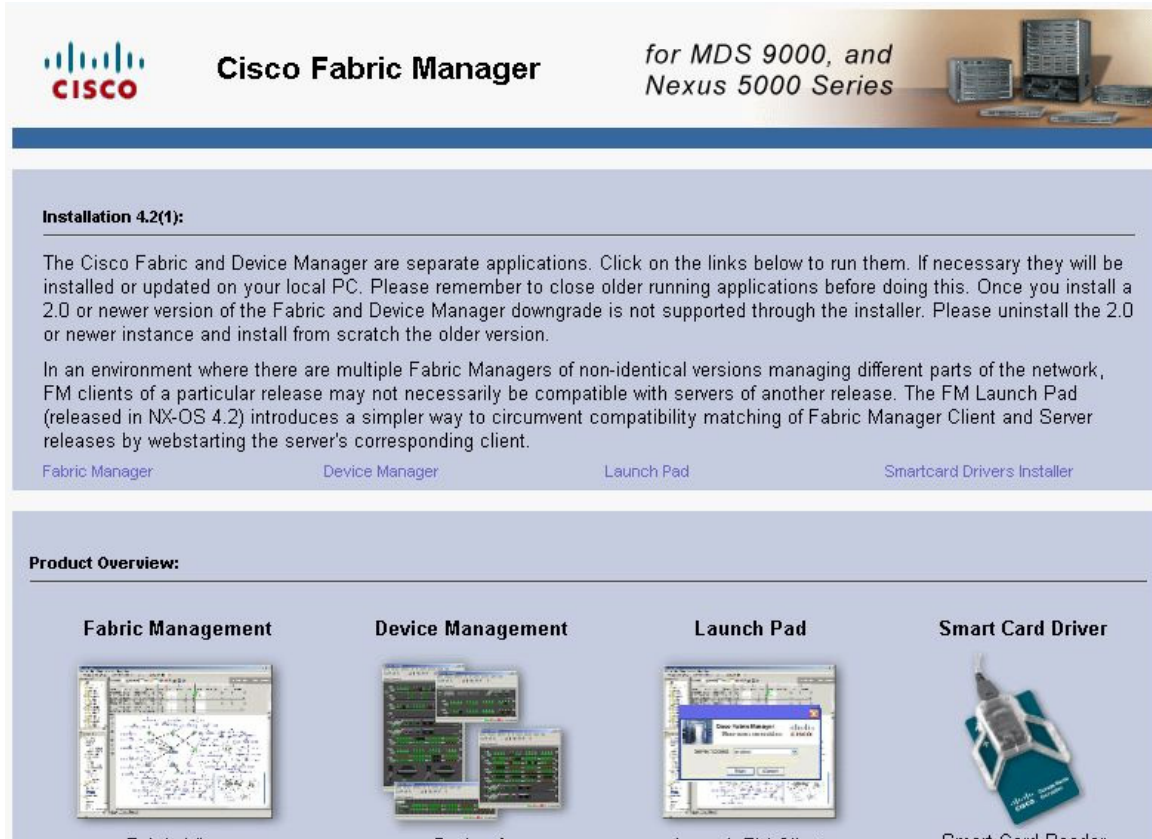 CISCO
Cisco Fabric Manager
for MDS 9000, and
Nexus 5000 Series
Installation 4.2(1):
The Cisco Fabric and Device Manager are separate applications. Click on the links below to run them. If necessary they will be
installed or updated on your local PC. Please remember to close older running applications before doing this. Once you install a
2.0 or newer version of the Fabric and Device Manager downgrade is not supported through the installer. Please uninstall the 2.0
or newer instance and install from scratch the older version.
In an environment where there are multiple Fabric Managers of non-identical versions managing different parts of the network,
FM clients of a particular release may not necessarily be compatible with servers of another release. The FM Launch Pad
(released in NX-OS 4.2) introduces a simpler way to circumvent compatibility matching of Fabric Manager Client and Server
releases by webstarting the server's corresponding client.
Fabric Manager Device Manager Launch Pad Smartcard Drivers Installer
Product Overview:
Fabric Management Device Management Launch Pad Smart Card Driver
Cisco Fabric Manager
CISCO
Smart Card Reader